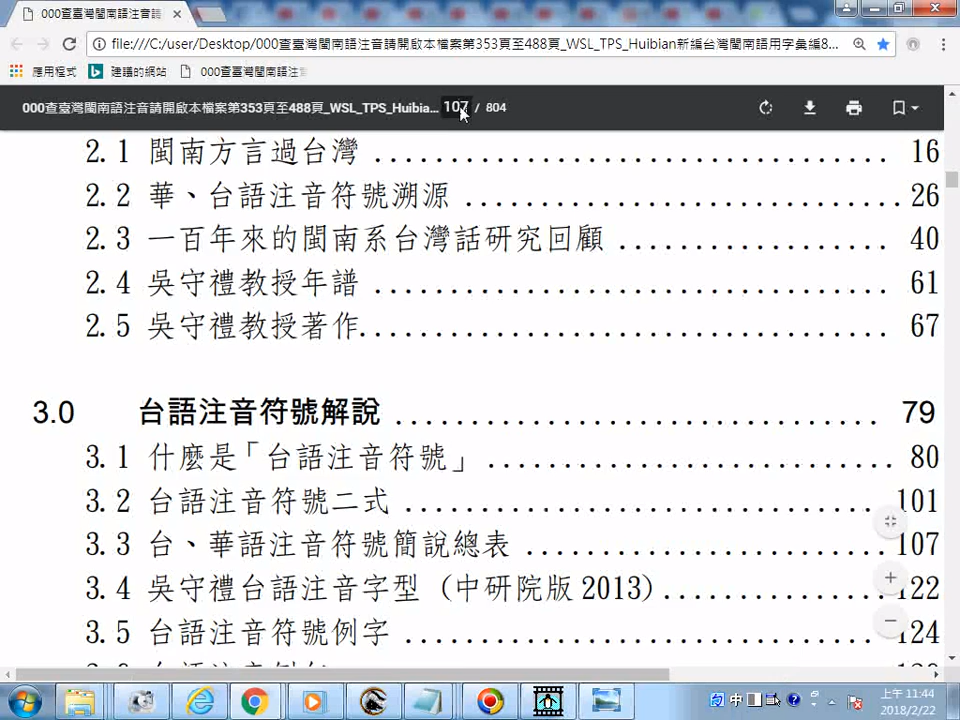 000查臺灣閩南語注音請
file:///C:/user/Desktop/000查臺灣閩南語注音請開啟本檔案第353頁至488頁_WSL_TPS_Huibian新編台灣閩南語用字彙編8...
應用程式 建議的網站 000查臺灣閩南語注
000查臺灣閩南語注音請開啟本檔案第353頁至488頁_WSL_TPS_Huibia... 107 / 804
2.1 閩南方言過台灣 .................................. 16
2.2 華、台語注音符號溯源 ............................. 26
2.3 一百年來的閩南系台灣話研究回顧 .................. 40
2.4 吳守禮教授年譜 .................................. 61
2.5 吳守禮教授著作................................... 67
3.0 台語注音符號解說 ................................ 79
3.1 什麼是「台語注音符號」 ........................... 80
3.2 台語注音符號二式 ................................ 101
3.3 台、華語注音符號簡說總表 ........................ 107
3.4 吳守禮台語注音字型（中研院版 2013）............... 122
3.5 台語注音符號例字 ................................ 124
中
上午 11:44
2018/2/22